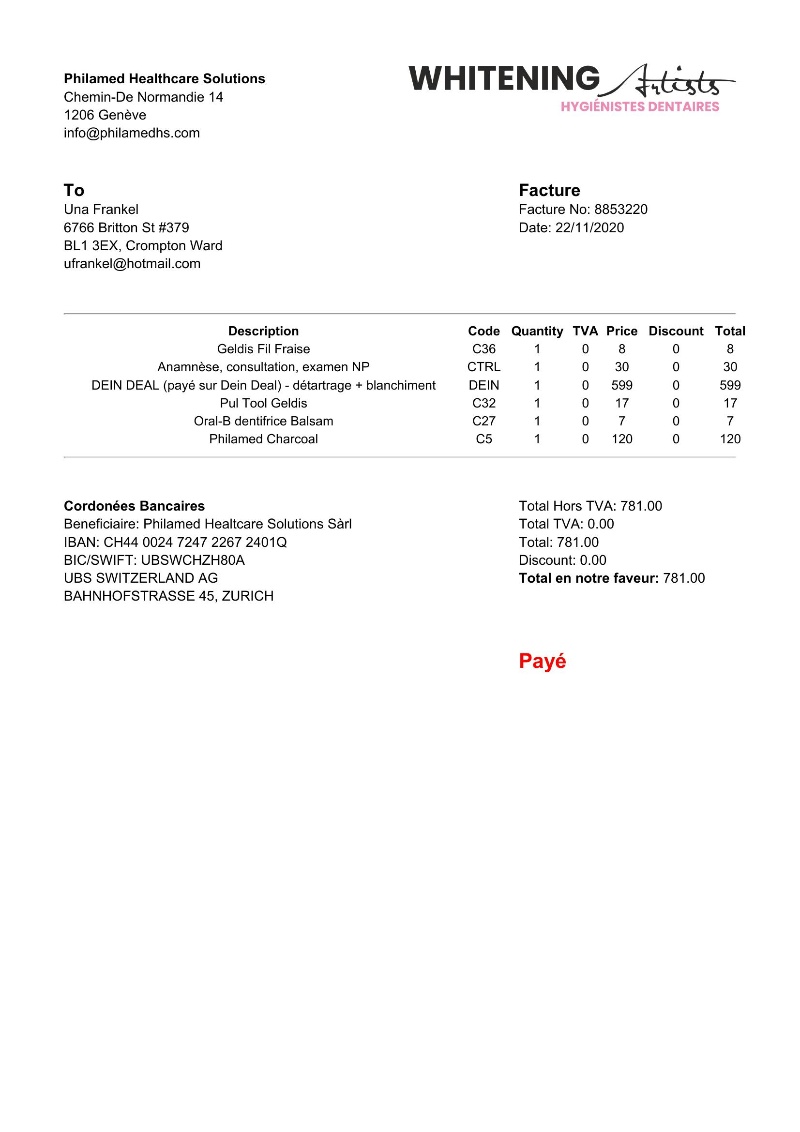 Philamed Healthcare Solutions
Chemin-De Normandie 14
1206 Genève
info@philamedhs.com
WHITENING Artists
HYGIÉNISTES DENTAIRES
To
Una Frankel
6766 Britton St #379
BL1 3EX, Crompton Ward
ufrankel@hotmail.com
Facture
Facture No: 8853220
Date: 22/11/2020
Description Code Quantity TVA Price Discount Total
Geldis Fil Fraise C36 1 0 8 0 8
Anamnèse, consultation, examen NP CTRL 1 0 30 0 30
DEIN DEAL (payé sur Dein Deal) - détartrage + blanchiment DEIN 1 0 599 0 599
Pul Tool Geldis C32 1 0 17 0 17
Oral-B dentifrice Balsam C27 1 0 7 0 7
Philamed Charcoal C5 1 0 120 0 120
Cordonées Bancaires
Beneficiaire: Philamed Healtcare Solutions Sàrl
IBAN: CH44 0024 7247 2267 2401Q
BIC/SWIFT: UBSWCHZH80A
UBS SWITZERLAND AG
BAHNHOFSTRASSE 45, ZURICH
Total Hors TVA: 781.00
Total TVA: 0.00
Total: 781.00
Discount: 0.00
Total en notre faveur: 781.00
Payé